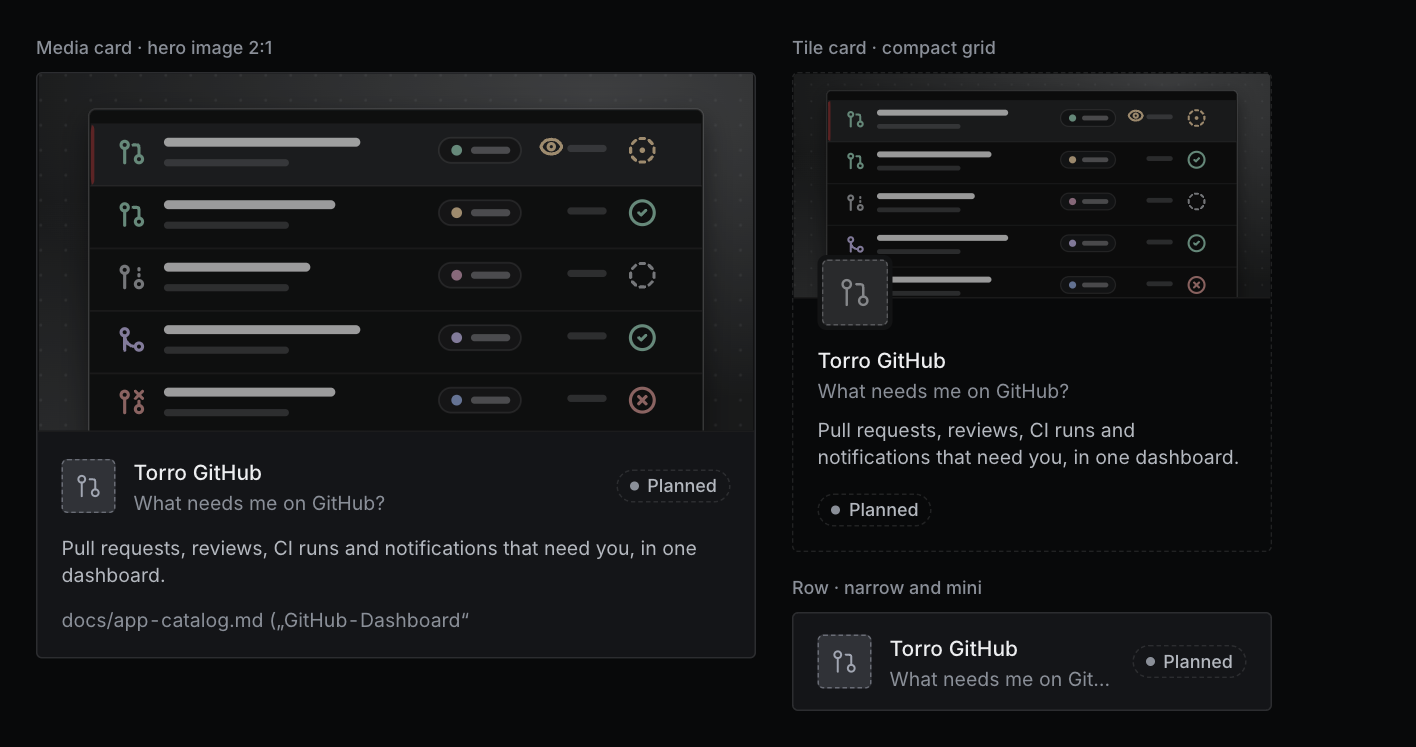 Media card · hero image 2:1
Torro GitHub
What needs me on GitHub?
Planned
Pull requests, reviews, CI runs and notifications that need you, in one
dashboard.
docs/app-catalog.md („GitHub-Dashboard“
Tile card · compact grid
Torro GitHub
What needs me on GitHub?
Pull requests, reviews, CI runs and
notifications that need you, in one dashboard.
Planned
Row · narrow and mini
Torro GitHub
What needs me on Git...
Planned